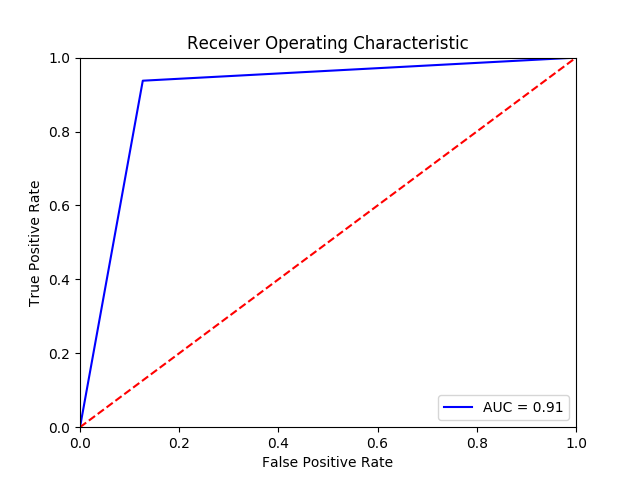 Receiver Operating Characteristic
True Positive Rate
1.0
0.8
0.6
0.4
0.2
0.0
0.0 0.2 0.4 0.6 0.8 1.0
False Positive Rate
AUC = 0.91